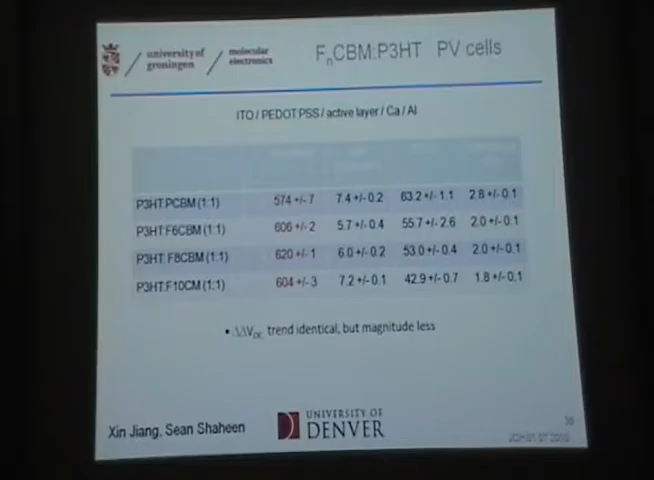 university of
groningen
molecular
electronics
FnCBM:P3HT PV cells
ITO / PEDOT:PSS / active layer / Ca / Al
P3HT:PCBM (1:1) 574 +/- 7 7.4 +/- 0.2 63.2 +/- 1.1 2.8 +/- 0.1
P3HT:F6CBM (1:1) 606 +/- 2 5.7 +/- 0.4 55.7 +/- 2.6 2.0 +/- 0.1
P3HT: F8CBM (1:1) 620 +/- 1 6.0 +/- 0.2 53.0 +/- 0.4 2.0 +/- 0.1
P3HT:F10CM (1:1) 604 +/- 3 7.2 +/- 0.1 42.9 +/- 0.7 1.8 +/- 0.1
trend identical, but magnitude less
Xin Jiang, Sean Shaheen
UNIVERSITY OF
DENVER